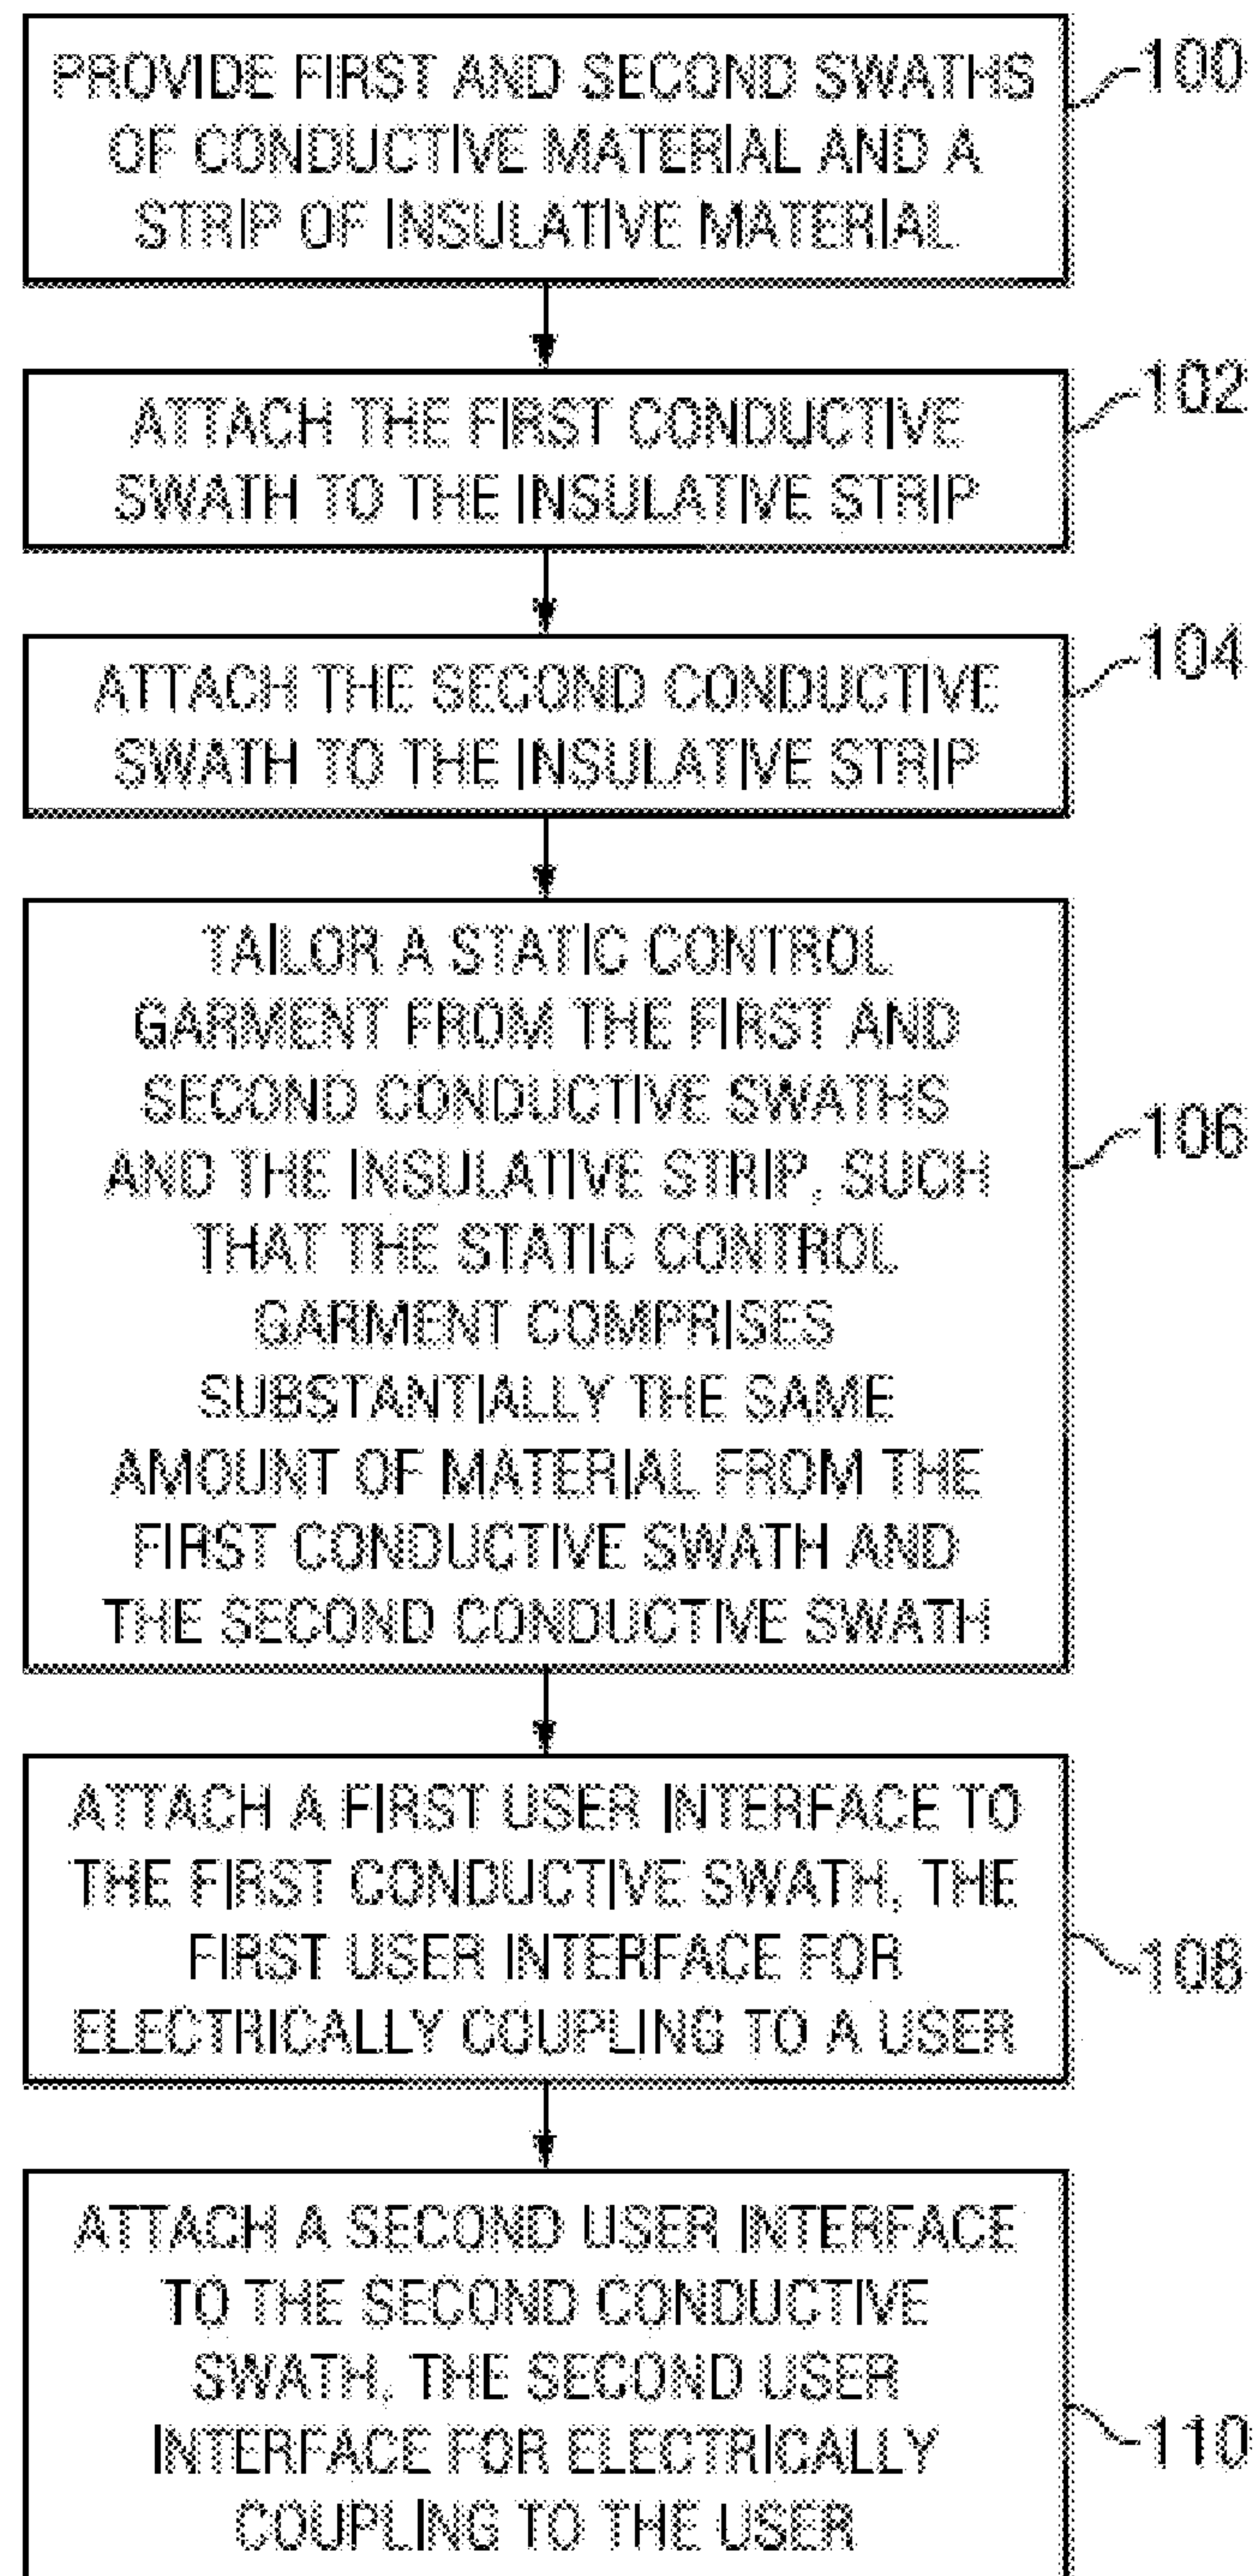 PROVIDE FIRST AND SECOND SWATHS
OF CONDUCTIVE MATERIAL AND A
STRIP OF INSULATIVE MATERIAL
100
ATTACH THE FIRST CONDUCTIVE
SWATH TO THE INSULATIVE STRIP
102
ATTACH THE SECOND CONDUCTIVE
SWATH TO THE INSULATIVE STRIP
104
TAILOR A STATIC CONTROL
GARMENT FROM THE FIRST AND
SECOND CONDUCTIVE SWATHS
AND THE INSULATIVE STRIP, SUCH
THAT THE STATIC CONTROL
GARMENT COMPRISES
SUBSTANTIALLY THE SAME
AMOUNT OF MATERIAL FROM THE
FIRST CONDUCTIVE SWATH AND
THE SECOND CONDUCTIVE SWATH
106
ATTACH A FIRST USER INTERFACE TO
THE FIRST CONDUCTIVE SWATH, THE
FIRST USER INTERFACE FOR
ELECTRICALLY COUPLING TO A USER
108
ATTACH A SECOND USER INTERFACE
TO THE SECOND CONDUCTIVE
SWATH, THE SECOND USER
INTERFACE FOR ELECTRICALLY
COUPLING TO THE USER
110